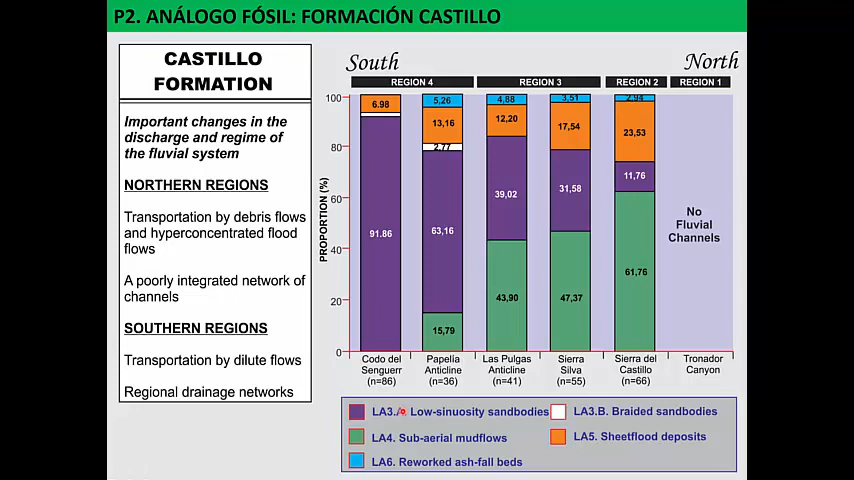 P2. ANÁLOGO FÓSIL: FORMACIÓN CASTILLO
CASTILLO
FORMATION
Important changes in the
discharge and regime of
the fluvial system
NORTHERN REGIONS
Transportation by debris flows
and hyperconcentrated flood
flows
A poorly integrated network of
channels
SOUTHERN REGIONS
Transportation by dilute flows
Regional drainage networks
South
North
REGION 4
REGION 3
REGION 2
REGION 1
PROPORTION (%)
100
80
60
40
20
0
6.98
91.86
5,26
13,16
2,77
63,16
15,79
4,88
12,20
39,02
43,90
3,51
17,54
31,58
47,37
2,94
23,53
11,76
61,76
No
Fluvial
Channels
Codo del
Senguerr
(n=86)
Papelia
Anticline
(n=36)
Las Pulgas
Anticline
(n=41)
Sierra
Silva
(n=55)
Sierra del
Castillo
(n=66)
Tronador
Canyon
LA3.A Low-sinuosity sandbodies
LA3.B. Braided sandbodies
LA4. Sub-aerial mudflows
LA5. Sheetflood deposits
LA6. Reworked ash-fall beds